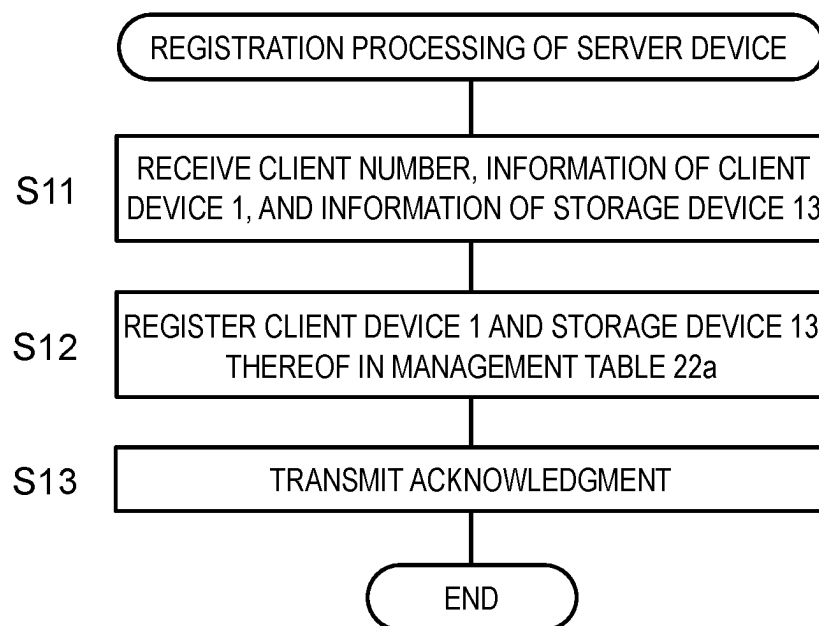 REGISTRATION PROCESSING OF SERVER DEVICE
S11
RECEIVE CLIENT NUMBER, INFORMATION OF CLIENT
DEVICE 1, AND INFORMATION OF STORAGE DEVICE 13
S12
REGISTER CLIENT DEVICE 1 AND STORAGE DEVICE 13
THEREOF IN MANAGEMENT TABLE 22a
S13
TRANSMIT ACKNOWLEDGMENT
END